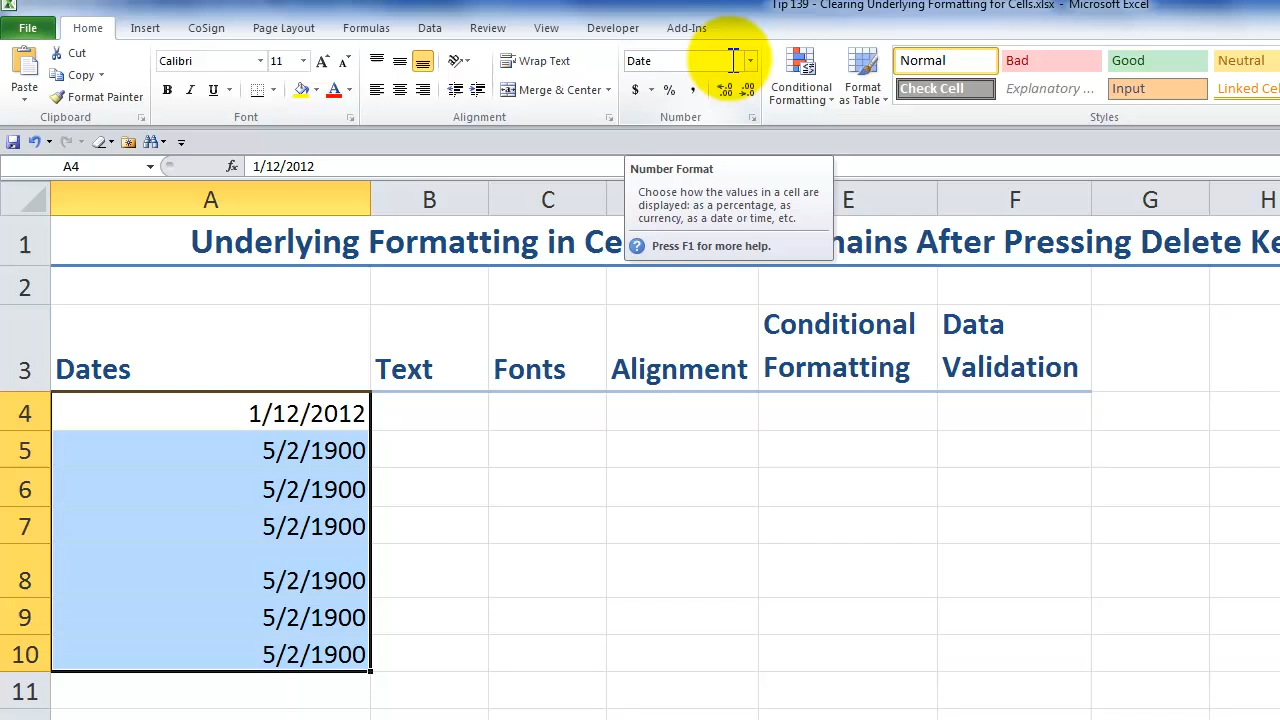 Tip 139 - Clearing Underlying Formatting for Cells.xlsx - Microsoft Excel
File Home Insert CoSign Page Layout Formulas Data Review View Developer Add-Ins
Cut
Copy
Format Painter
Paste
Clipboard
Calibri 11
B I U A
Font
Wrap Text
Merge & Center
Alignment
Date
$ % ,
Number
Conditional
Formatting
Format
as Table
Normal Bad Good Neutral
Check Cell Explanatory ... Input Linked Cel
Styles
A4 fx 1/12/2012
Number Format
Choose how the values in a cell are
displayed: as a percentage, as
currency, as a date or time, etc.
Press F1 for more help.
A B C E F G H
1 Underlying Formatting in Ce mains After Pressing Delete Ke
2
3 Dates Text Fonts Alignment Conditional Formatting Data Validation
4 1/12/2012
5 5/2/1900
6 5/2/1900
7 5/2/1900
8 5/2/1900
9 5/2/1900
10 5/2/1900
11